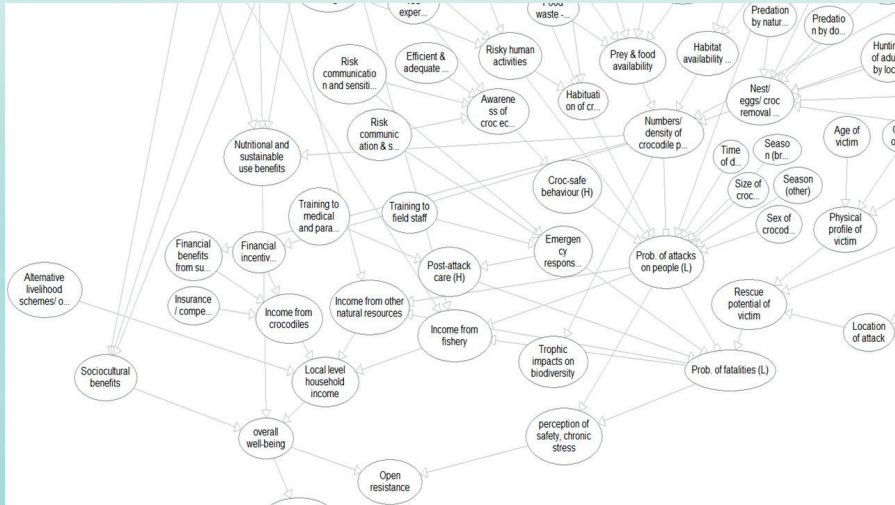 exper...
Food
waste -...
Predation
by natur...
Predatio
n by do...
Risk
communicatio
n and sensiti...
Efficient &
adequate ...
Risky human
activities
Prey & food
availability
Habitat
availability ...
Huntin
of adu
by loc
Awarene
ss of
croc ec...
Habituati
on of cr...
Nest/
eggs/ croc
removal ...
Risk
communic
ation & s...
Numbers/
density of
crocodile p...
Age of
victim
Nutritional and
sustainable
use benefits
Time
of d...
Seaso
n (br...
Croc-safe
behaviour (H)
Size of
croc...
Season
(other)
Training to
medical
and para...
Training to
field staff
Sex of
crocod...
Physical
profile of
victim
Financial
benefits
from su...
Financial
incentiv...
Emergen
cy
respons...
Post-attack
care (H)
Prob. of attacks
on people (L)
Alternative
livelihood
schemes/ o...
Insurance
/ compe...
Income from
crocodiles
Income from other
natural resources
Rescue
potential of
victim
Income from
fishery
Location
of attack
Trophic
impacts on
biodiversity
Prob. of fatalities (L)
Sociocultural
benefits
Local level
household
income
overall
well-being
perception of
safety, chronic
stress
Open
resistance